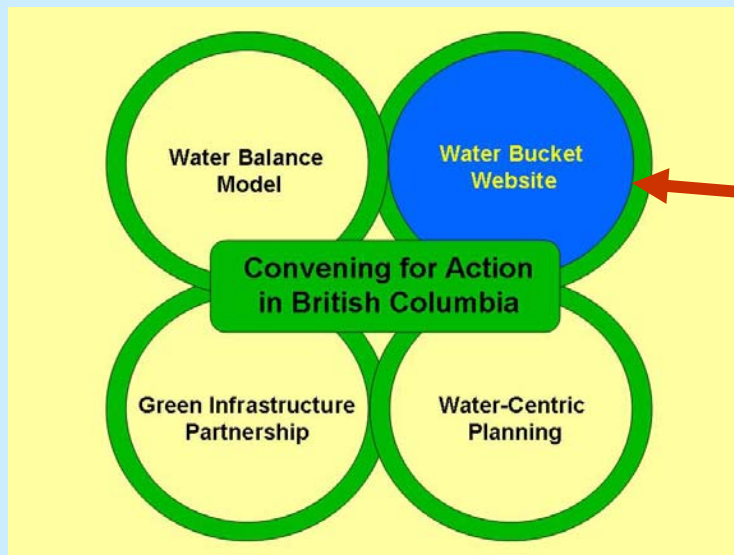 Water Balance
Model
Water Bucket
Website
Convening for Action
in British Columbia
Green Infrastructure
Partnership
Water-Centric
Planning